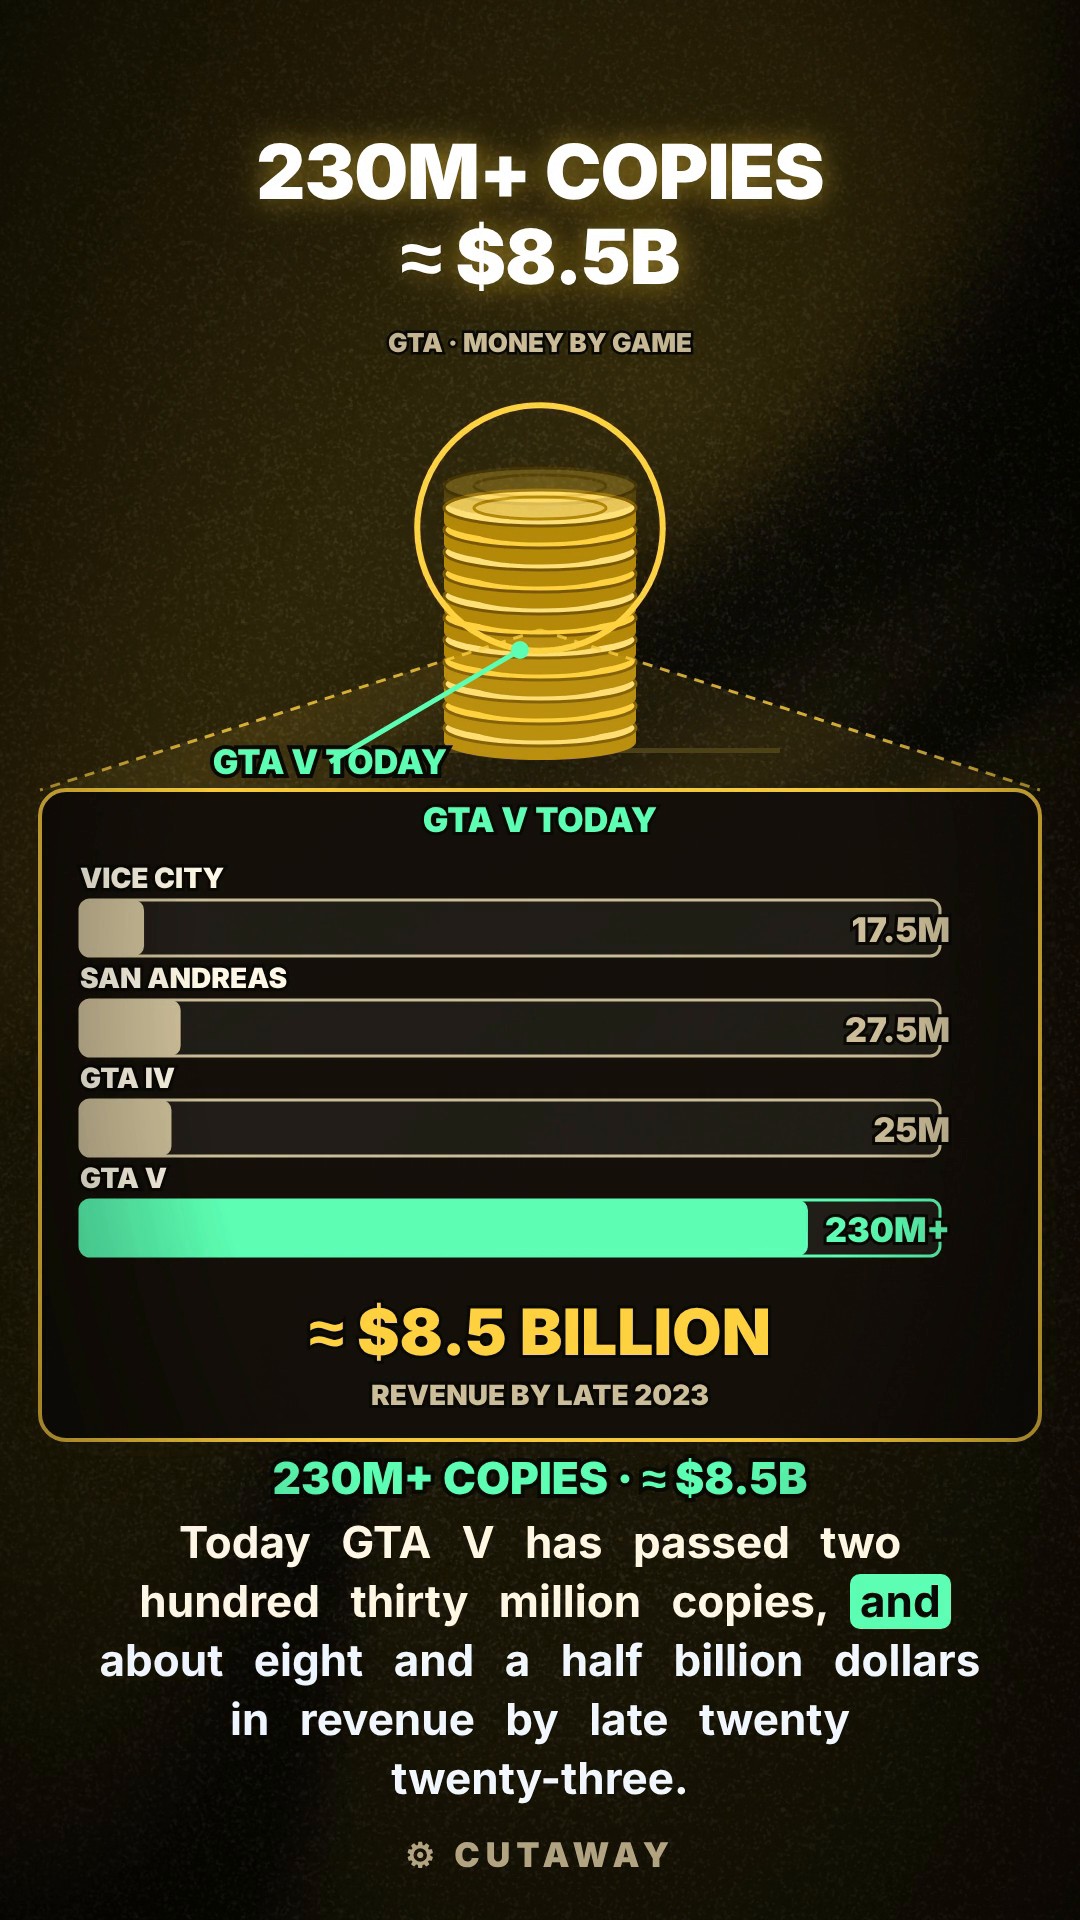 230M+ COPIES
≈ $8.5B
GTA · MONEY BY GAME
GTA V TODAY
GTA V TODAY
VICE CITY
17.5M
SAN ANDREAS
27.5M
GTA IV
25M
GTA V
230M+
≈ $8.5 BILLION
REVENUE BY LATE 2023
230M+ COPIES · ≈ $8.5B
Today GTA V has passed two
hundred thirty million copies, and
about eight and a half billion dollars
in revenue by late twenty
twenty-three.
⚙ CUTAWAY